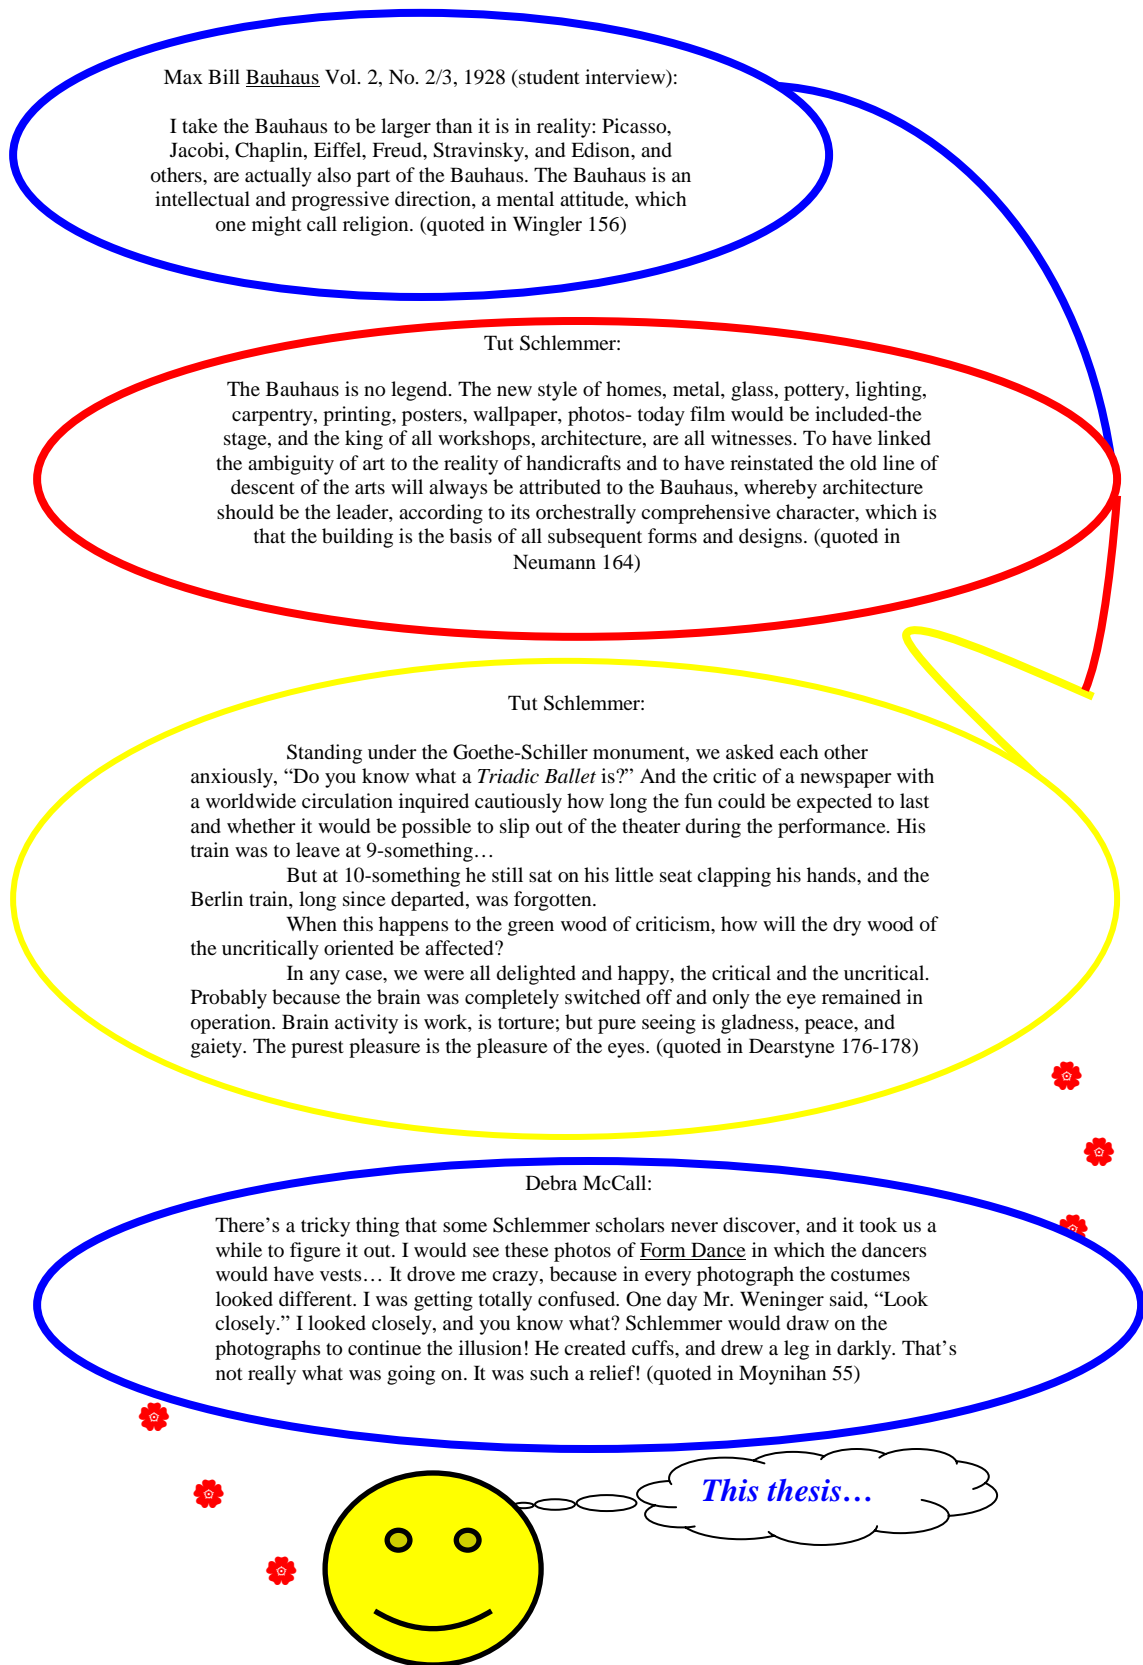 Max Bill Bauhaus Vol. 2, No. 2/3, 1928 (student interview):
I take the Bauhaus to be larger than it is in reality: Picasso,
Jacobi, Chaplin, Eiffel, Freud, Stravinsky, and Edison, and
others, are actually also part of the Bauhaus. The Bauhaus is an
intellectual and progressive direction, a mental attitude, which
one might call religion. (quoted in Wingler 156)
Tut Schlemmer:
The Bauhaus is no legend. The new style of homes, metal, glass, pottery, lighting,
carpentry, printing, posters, wallpaper, photos- today film would be included-the
stage, and the king of all workshops, architecture, are all witnesses. To have linked
the ambiguity of art to the reality of handicrafts and to have reinstated the old line of
descent of the arts will always be attributed to the Bauhaus, whereby architecture
should be the leader, according to its orchestrally comprehensive character, which is
that the building is the basis of all subsequent forms and designs. (quoted in
Neumann 164)
Tut Schlemmer:
Standing under the Goethe-Schiller monument, we asked each other
anxiously, “Do you know what a Triadic Ballet is?” And the critic of a newspaper with
a worldwide circulation inquired cautiously how long the fun could be expected to last
and whether it would be possible to slip out of the theater during the performance. His
train was to leave at 9-something…
But at 10-something he still sat on his little seat clapping his hands, and the
Berlin train, long since departed, was forgotten.
When this happens to the green wood of criticism, how will the dry wood of
the uncritically oriented be affected?
In any case, we were all delighted and happy, the critical and the uncritical.
Probably because the brain was completely switched off and only the eye remained in
operation. Brain activity is work, is torture; but pure seeing is gladness, peace, and
gaiety. The purest pleasure is the pleasure of the eyes. (quoted in Dearstyne 176-178)
Debra McCall:
There’s a tricky thing that some Schlemmer scholars never discover, and it took us a
while to figure it out. I would see these photos of Form Dance in which the dancers
would have vests… It drove me crazy, because in every photograph the costumes
looked different. I was getting totally confused. One day Mr. Weninger said, “Look
closely.” I looked closely, and you know what? Schlemmer would draw on the
photographs to continue the illusion! He created cuffs, and drew a leg in darkly. That’s
not really what was going on. It was such a relief! (quoted in Moynihan 55)
This thesis…